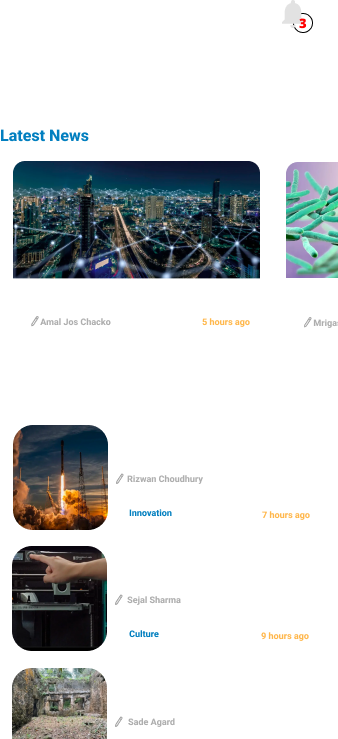 3
Latest News
Amal Jos Chacko 5 hours ago
Rizwan Choudhury
Innovation 7 hours ago
Sejal Sharma
Culture 9 hours ago
Sade Agard